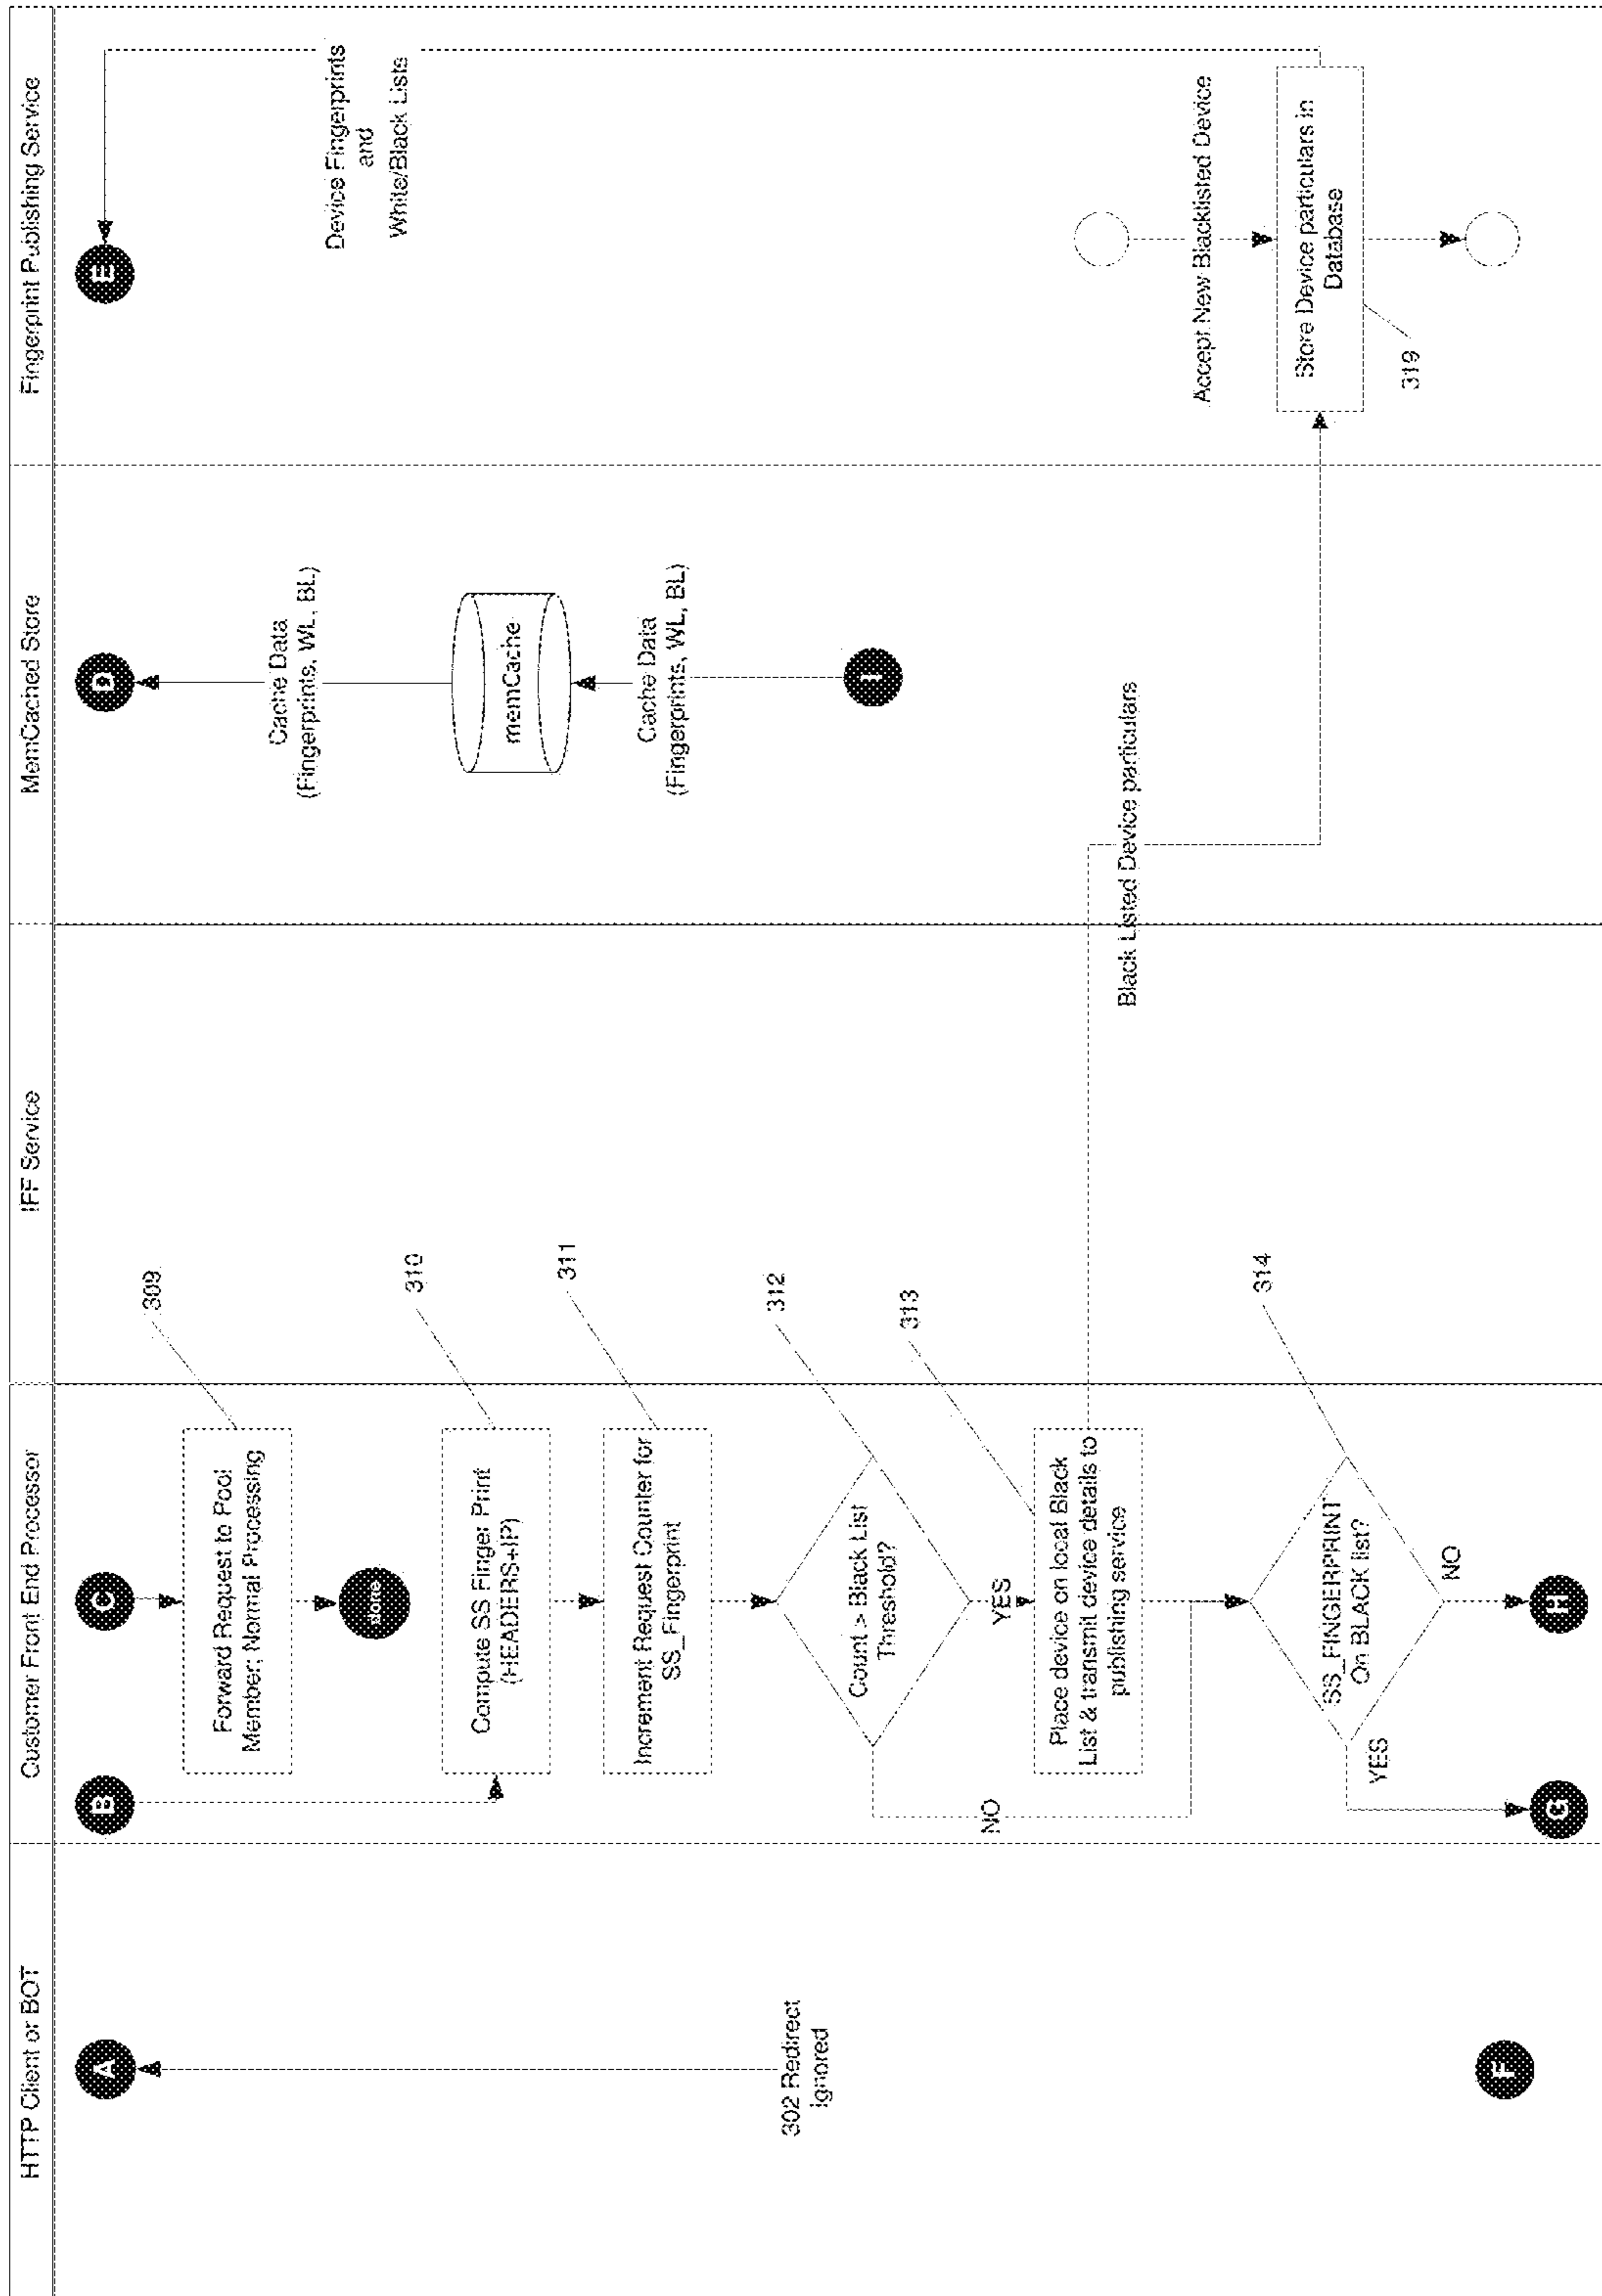 HTTP Client or BOT
Customer Front End Processor
IFF Service
MemCached Store
Fingerprint Publishing Service
A
302 Redirect
Ignored
F
B
C
Forward Request to Pool
Member; Normal Processing
309
Done
Compute SS Finger Print
(HEADERS+IP)
310
Increment Request Counter for
SS_Fingerprint
311
Count > Black List
Threshold?
312
NO
YES
Place device on local Black
List & transmit device details to
publishing service
313
SS_FINGERPRINT
On BLACK list?
314
YES
NO
G
H
Black Listed Device particulars
D
Cache Data
(Fingerprints, WL, BL)
memCache
Cache Data
(Fingerprints, WL, BL)
I
E
Device Fingerprints
and
White/Black Lists
Accept New Blacklisted Device
Store Device particulars in
Database
319